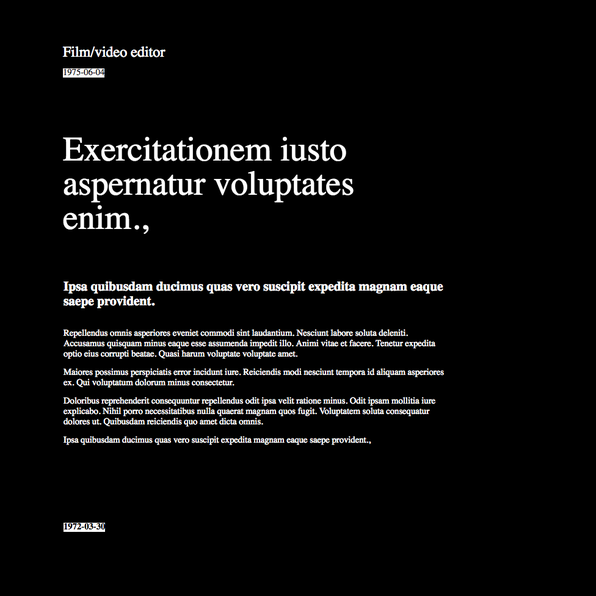 Film/video editor
1975-06-04
Exercitationem iusto
aspernatur voluptates
enim.,
Ipsa quibusdam ducimus quas vero suscipit expedita magnam eaque
saepe provident.
Repellendus omnis asperiores eveniet commodi sint laudantium. Nesciunt labore soluta deleniti.
Accusamus quisquam minus eaque esse assumenda impedit illo. Animi vitae et facere. Tenetur expedita
optio eius corrupti beatae. Quasi harum voluptate voluptate amet.
Maiores possimus perspiciatis error incidunt iure. Reiciendis modi nesciunt tempora id aliquam asperiores
ex. Qui voluptatum dolorum minus consectetur.
Doloribus reprehenderit consequuntur repellendus odit ipsa velit ratione minus. Odit ipsam mollitia iure
explicabo. Nihil porro necessitatibus nulla quaerat magnam quos fugit. Voluptatem soluta consequatur
dolores ut. Quibusdam reiciendis quo amet dicta omnis.
Ipsa quibusdam ducimus quas vero suscipit expedita magnam eaque saepe provident.,
1972-03-30